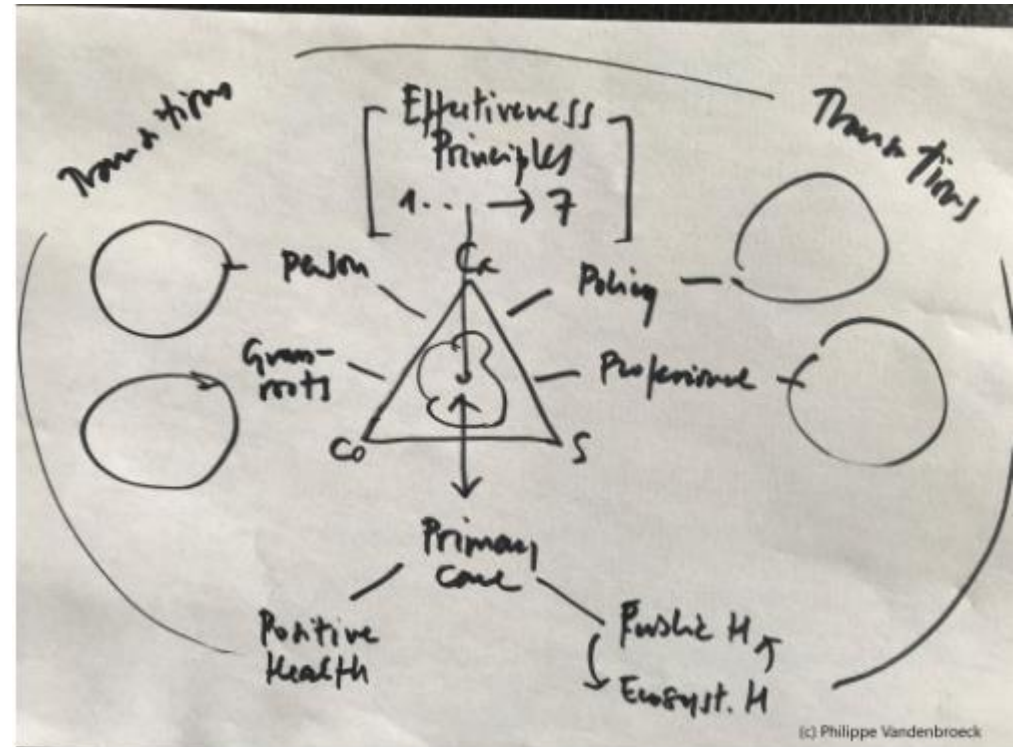 Transitions
Transitions
Effectiveness
Principles
1... → 7
Ca
Person
Policy
Grass-
roots
Professional
Co
S
Primary
care
Positive
Health
Public H
Ecosyst. H
(c) Philippe Vandenbroeck